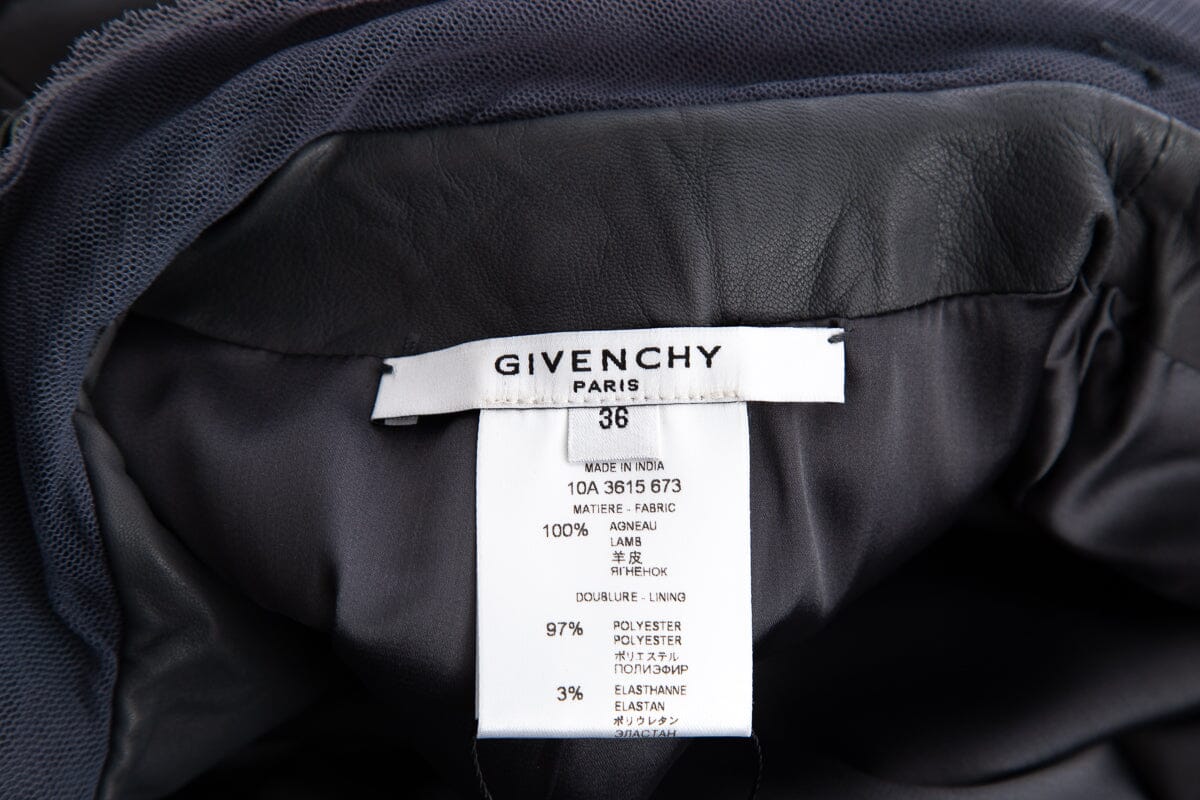 GIVENCHY
PARIS
36
MADE IN INDIA
10A 3615 673
MATIERE - FABRIC
100% AGNEAU
LAMB
羊皮
ЯГНЕНОК
DOUBLURE - LINING
97% POLYESTER
POLYESTER
ポリエステル
ПОЛИЭФИР
3% ELASTHANNE
ELASTAN
ポリウレタン
ЭЛАСТАН